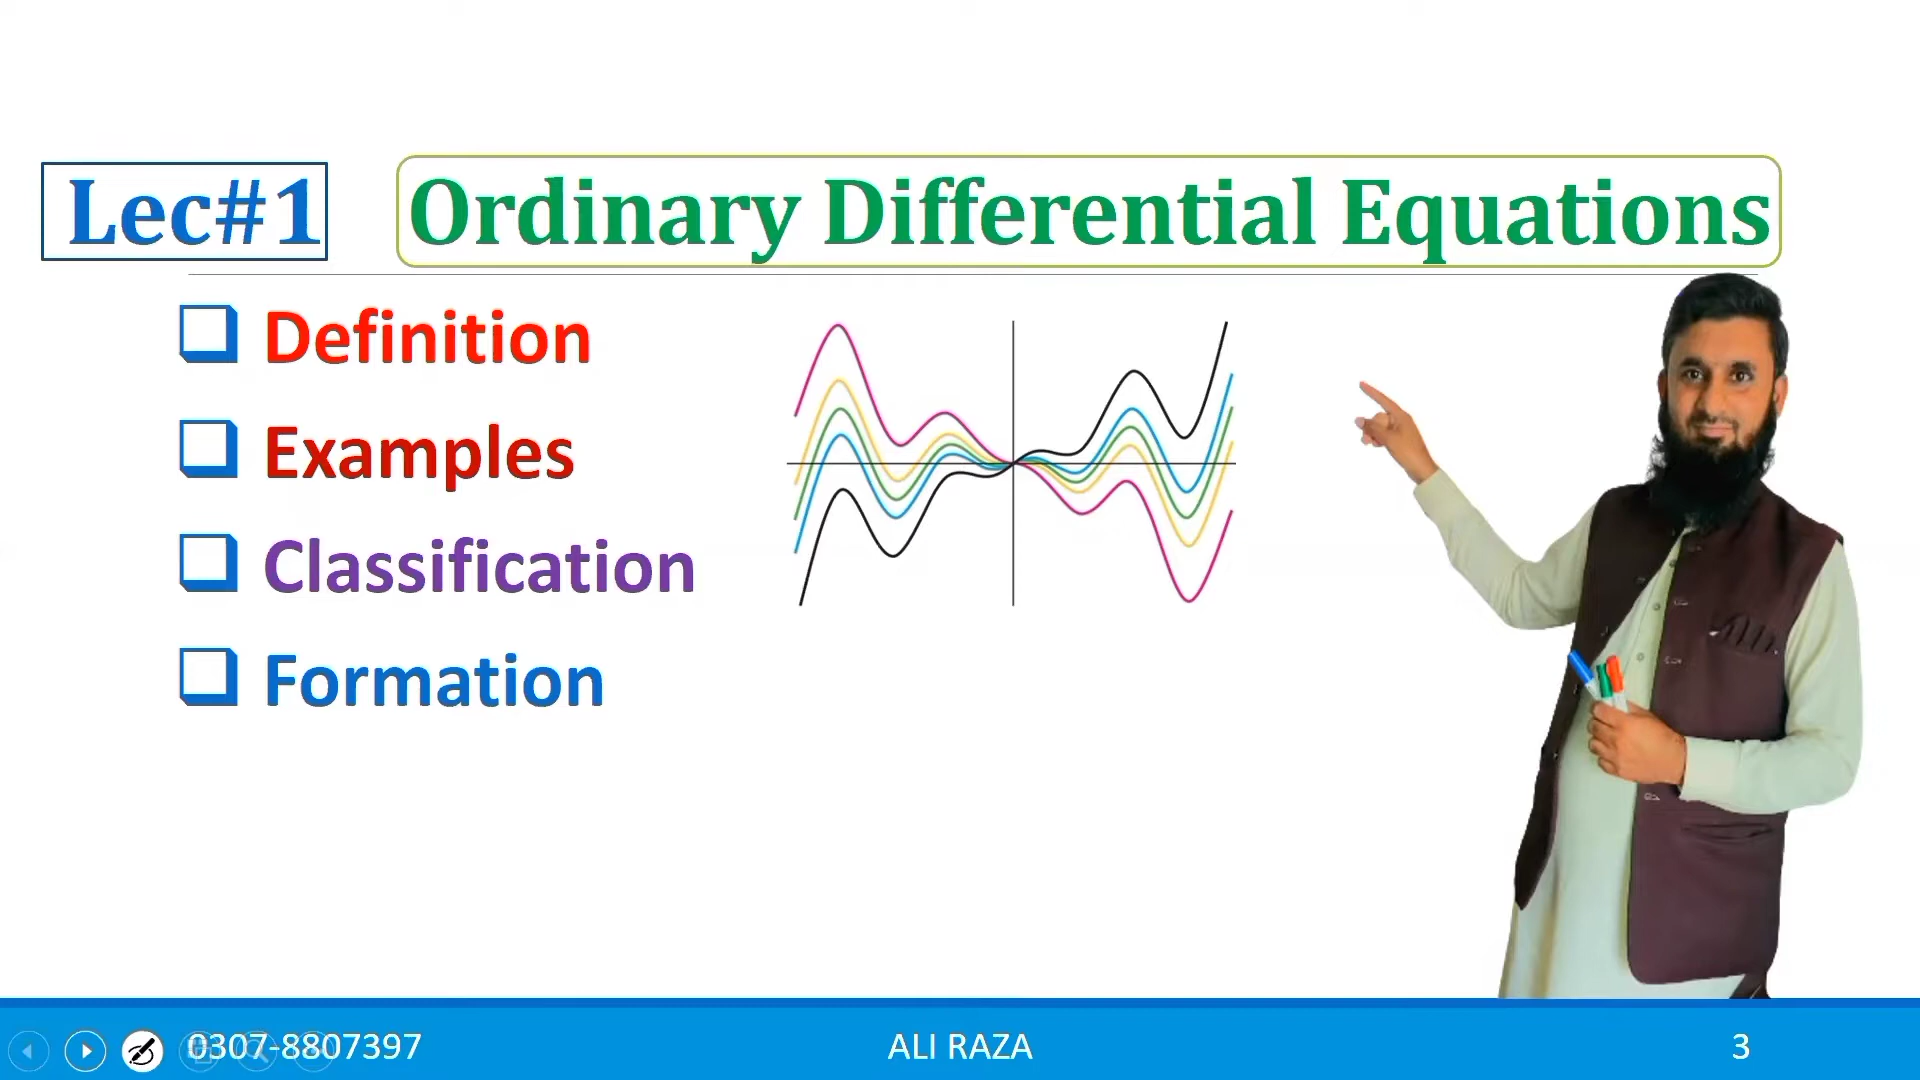 Lec#1 Ordinary Differential Equations
Definition
Examples
Classification
Formation
0307-8807397 ALI RAZA 3